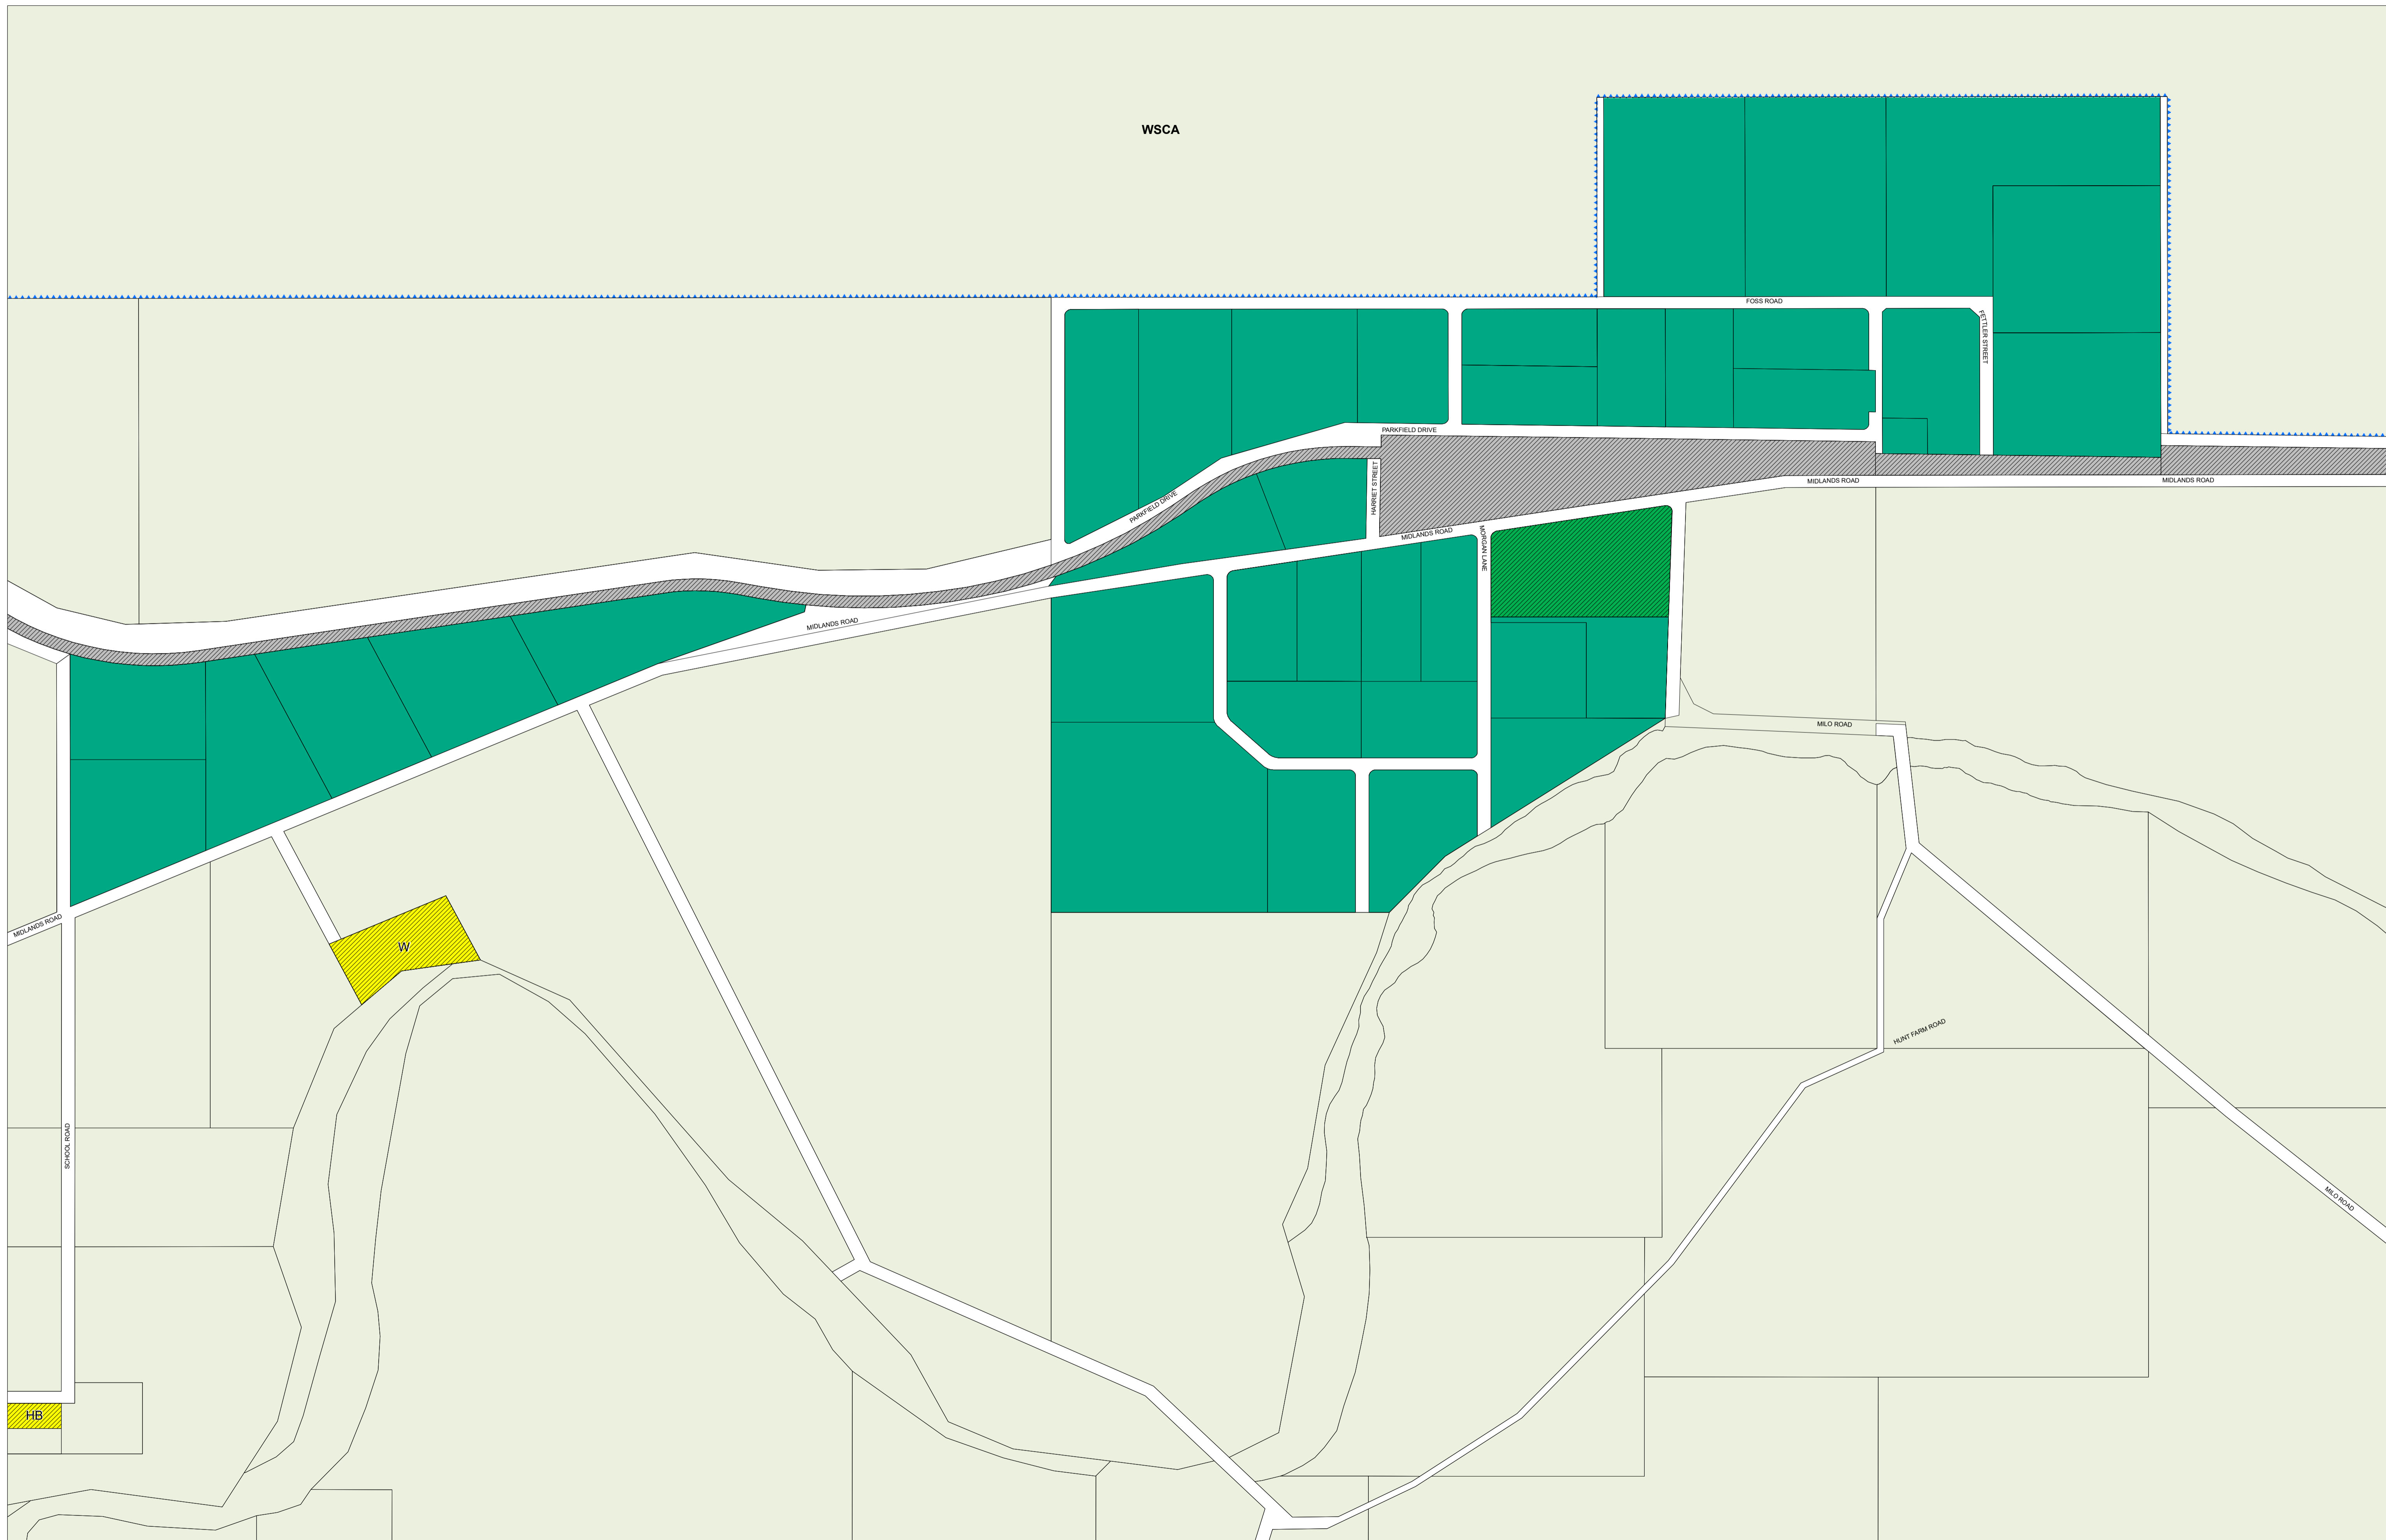 WSCA
FOSS ROAD
FETTLER STREET
PARKFIELD DRIVE
HARRIET STREET
MIDLANDS ROAD
MIDLANDS ROAD
PARKFIELD DRIVE
MIDLANDS ROAD
MORGAN LANE
MIDLANDS ROAD
MILO ROAD
MIDLANDS ROAD
W
HUNT FARM ROAD
SCHOOL ROAD
MILO ROAD
HB